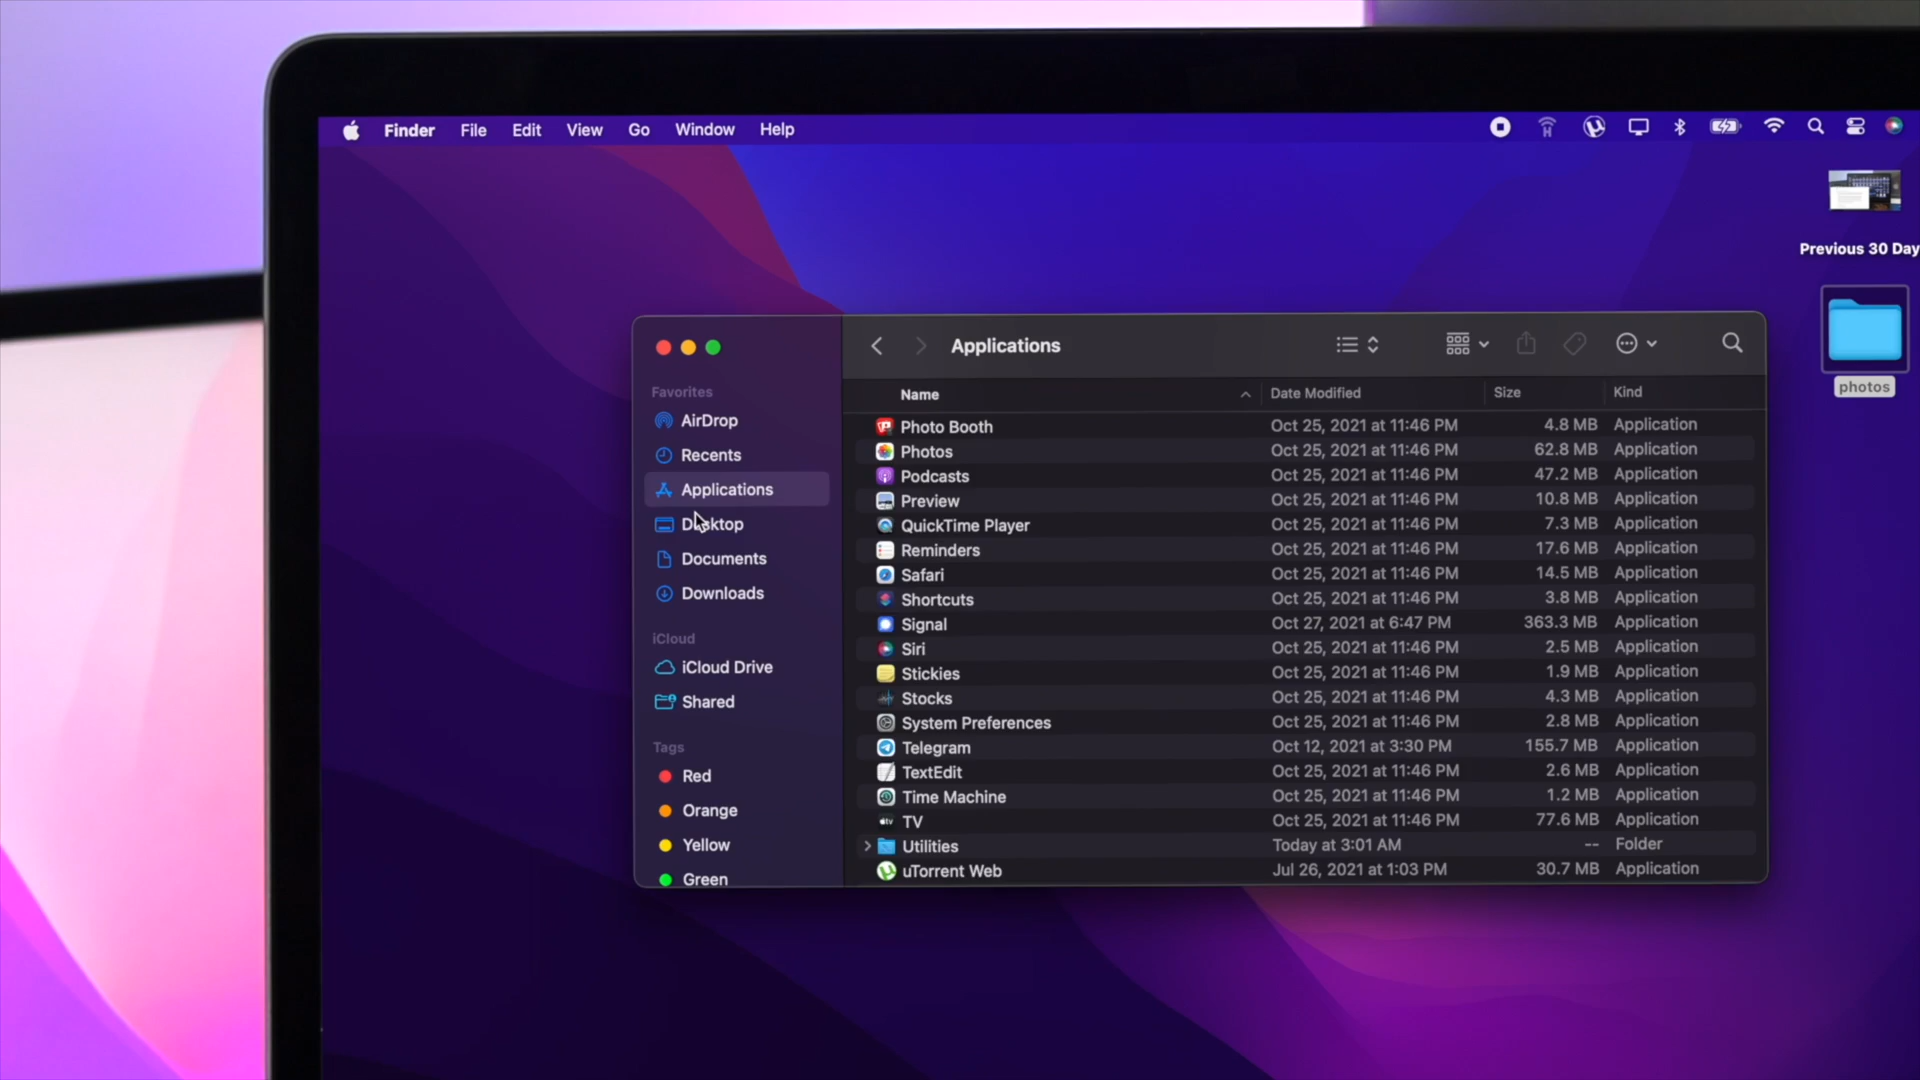 Finder File Edit View Go Window Help
Previous 30 Day
photos
Applications
Favorites
AirDrop
Recents
Applications
Desktop
Documents
Downloads
iCloud
iCloud Drive
Shared
Tags
Red
Orange
Yellow
Green
Name Date Modified Size Kind
Photo Booth Oct 25, 2021 at 11:46 PM 4.8 MB Application
Photos Oct 25, 2021 at 11:46 PM 62.8 MB Application
Podcasts Oct 25, 2021 at 11:46 PM 47.2 MB Application
Preview Oct 25, 2021 at 11:46 PM 10.8 MB Application
QuickTime Player Oct 25, 2021 at 11:46 PM 7.3 MB Application
Reminders Oct 25, 2021 at 11:46 PM 17.6 MB Application
Safari Oct 25, 2021 at 11:46 PM 14.5 MB Application
Shortcuts Oct 25, 2021 at 11:46 PM 3.8 MB Application
Signal Oct 27, 2021 at 6:47 PM 363.3 MB Application
Siri Oct 25, 2021 at 11:46 PM 2.5 MB Application
Stickies Oct 25, 2021 at 11:46 PM 1.9 MB Application
Stocks Oct 25, 2021 at 11:46 PM 4.3 MB Application
System Preferences Oct 25, 2021 at 11:46 PM 2.8 MB Application
Telegram Oct 12, 2021 at 3:30 PM 155.7 MB Application
TextEdit Oct 25, 2021 at 11:46 PM 2.6 MB Application
Time Machine Oct 25, 2021 at 11:46 PM 1.2 MB Application
TV Oct 25, 2021 at 11:46 PM 77.6 MB Application
Utilities Today at 3:01 AM -- Folder
uTorrent Web Jul 26, 2021 at 1:03 PM 30.7 MB Application